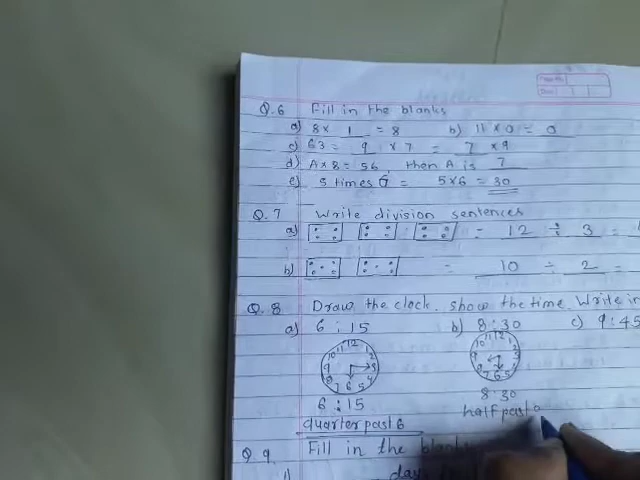 Q.6 Fill in the blanks
a) 8 x 1 = 8 b) 11 x 0 = 0
c) 63 = 9 x 7 = 7 x 9
d) A x 8 = 56 then A is 7
e) 5 times 6 = 5x6 = 30
Q.7 Write division sentences
a) = 12 ÷ 3 =
b) = 10 ÷ 2 =
Q.8 Draw the clock. show the time. Write in
a) 6:15 b) 8:30 c) 9:45
6:15 8:30
quarter past 6 half past
Q.9 Fill in the blanks
1)